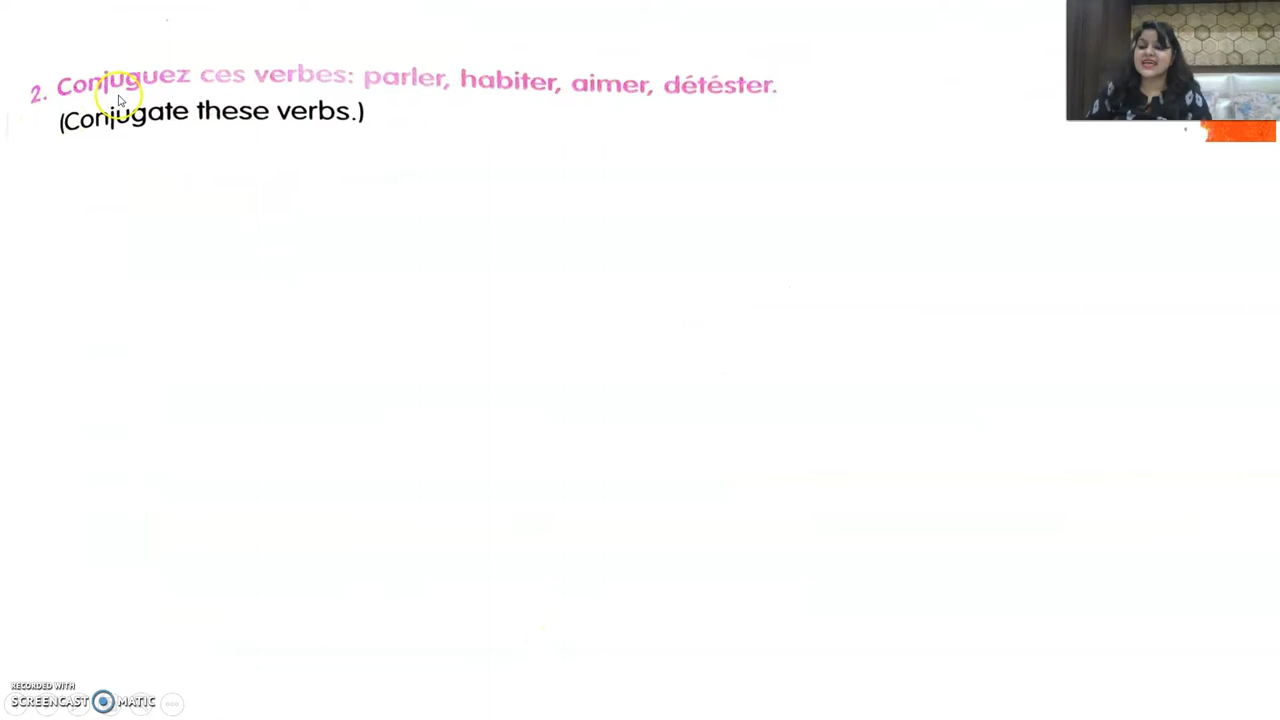 2. Conjuguez ces verbes: parler, habiter, aimer, détéster.
(Conjugate these verbs.)
RECORDED WITH
SCREENCAST MATIC